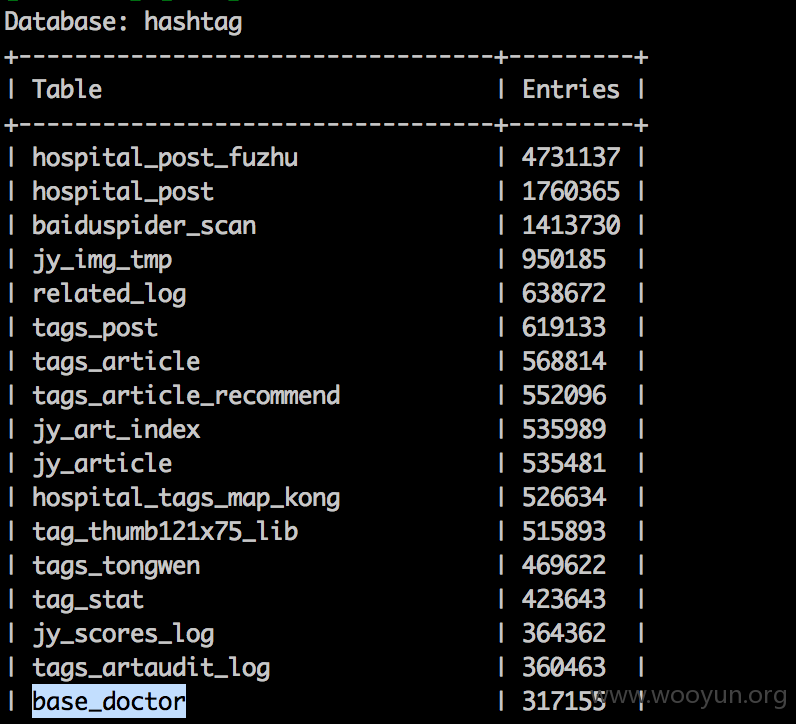 Database: hashtag
+----------------------------------+---------+
| Table | Entries |
+----------------------------------+---------+
| hospital_post_fuzhu | 4731137 |
| hospital_post | 1760365 |
| baiduspider_scan | 1413730 |
| jy_img_tmp | 950185 |
| related_log | 638672 |
| tags_post | 619133 |
| tags_article | 568814 |
| tags_article_recommend | 552096 |
| jy_art_index | 535989 |
| jy_article | 535481 |
| hospital_tags_map_kong | 526634 |
| tag_thumb121x75_lib | 515893 |
| tags_tongwen | 469622 |
| tag_stat | 423643 |
| jy_scores_log | 364362 |
| tags_artaudit_log | 360463 |
| base_doctor | 317153 |
www.wooyun.org